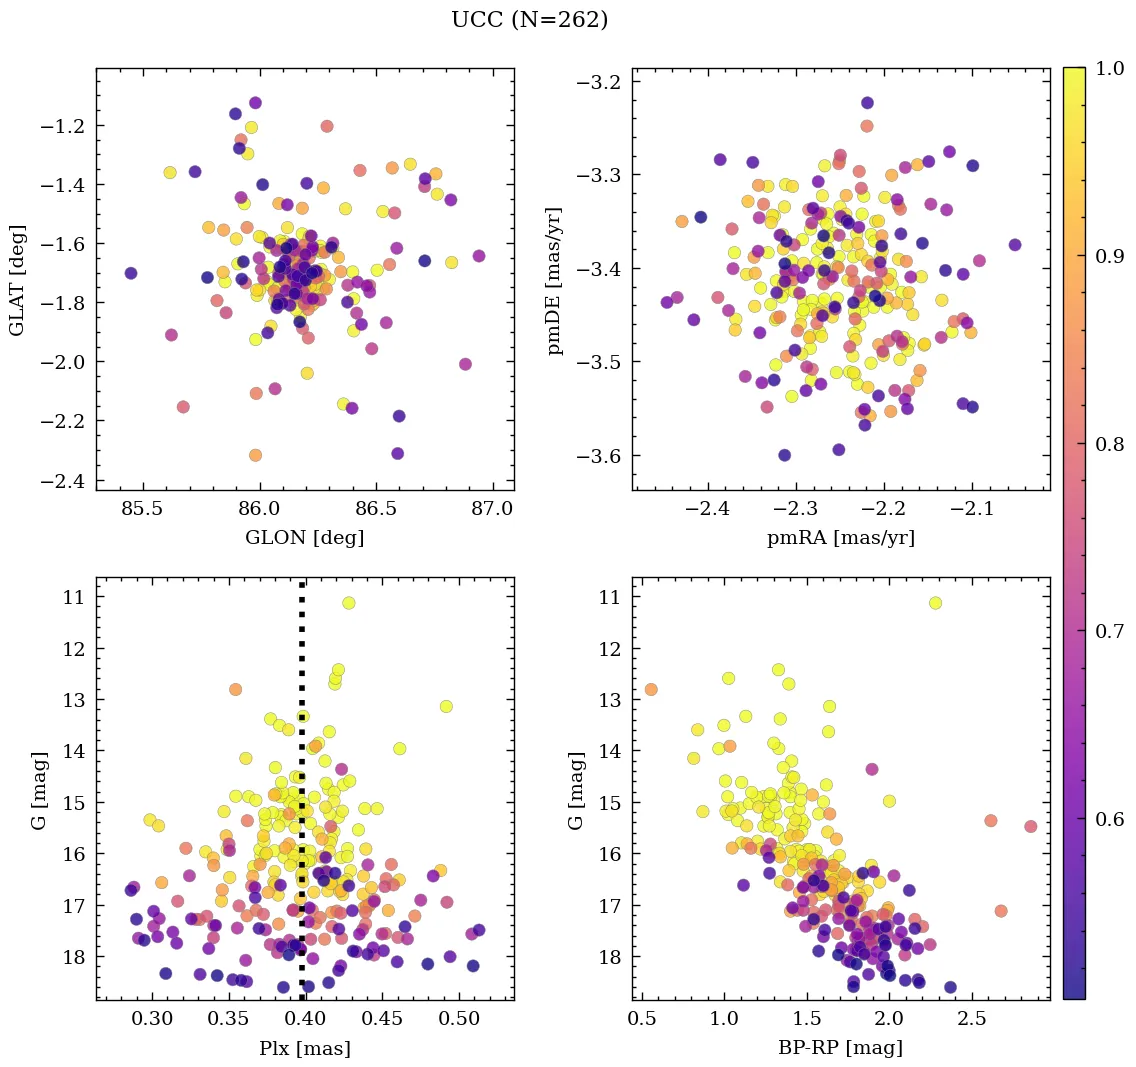 UCC (N=262)
−1.2
−1.4
−1.6
−1.8
−2.0
−2.2
−2.4
GLAT [deg]
85.5 86.0 86.5 87.0
GLON [deg]
−3.2
−3.3
−3.4
−3.5
−3.6
pmDE [mas/yr]
−2.4 −2.3 −2.2 −2.1
pmRA [mas/yr]
11
12
13
14
15
16
17
18
G [mag]
0.30 0.35 0.40 0.45 0.50
Plx [mas]
11
12
13
14
15
16
17
18
G [mag]
0.5 1.0 1.5 2.0 2.5
BP-RP [mag]
1.0
0.9
0.8
0.7
0.6